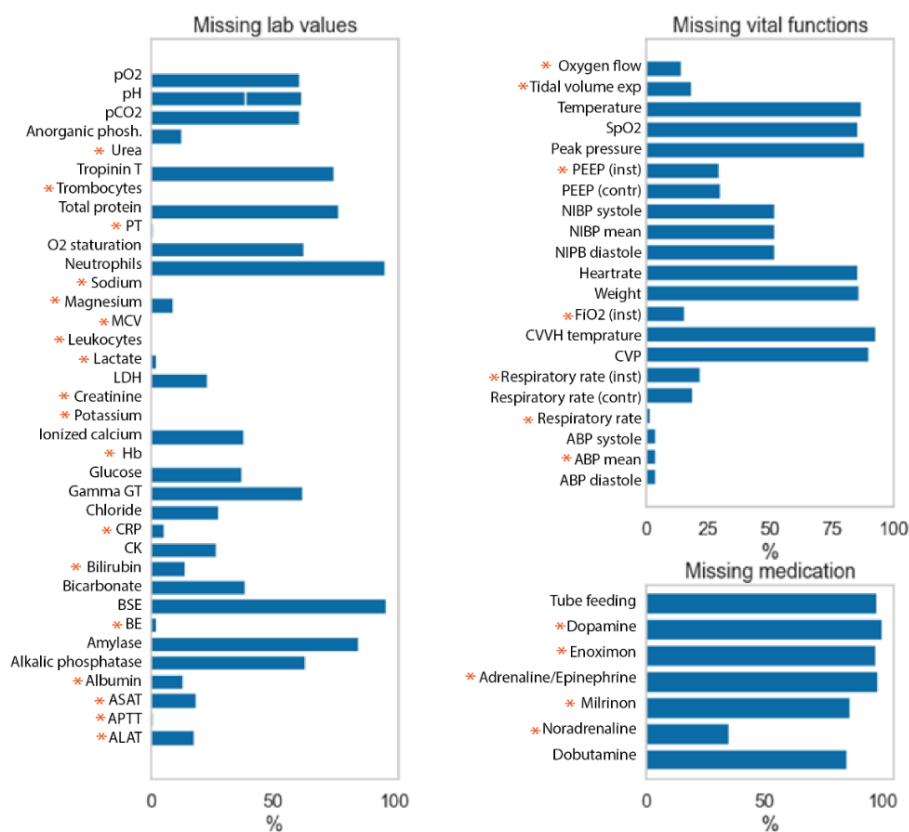 Missing lab values
pO2
pH
pCO2
Anorganic phosh.
* Urea
Tropinin T
* Trombocytes
Total protein
* PT
O2 staturation
Neutrophils
* Sodium
* Magnesium
* MCV
* Leukocytes
* Lactate
LDH
* Creatinine
* Potassium
Ionized calcium
* Hb
Glucose
Gamma GT
Chloride
* CRP
CK
* Bilirubin
Bicarbonate
BSE
* BE
Amylase
Alkalic phosphatase
* Albumin
* ASAT
* APTT
* ALAT
0 50 100
%
Missing vital functions
* Oxygen flow
* Tidal volume exp
Temperature
SpO2
Peak pressure
* PEEP (inst)
PEEP (contr)
NIBP systole
NIBP mean
NIPB diastole
Heartrate
Weight
* FiO2 (inst)
CVVH temprature
CVP
* Respiratory rate (inst)
Respiratory rate (contr)
* Respiratory rate
ABP systole
* ABP mean
ABP diastole
0 25 50 75 100
%
Missing medication
Tube feeding
* Dopamine
* Enoximon
* Adrenaline/Epinephrine
* Milrinon
* Noradrenaline
Dobutamine
0 50 100
%